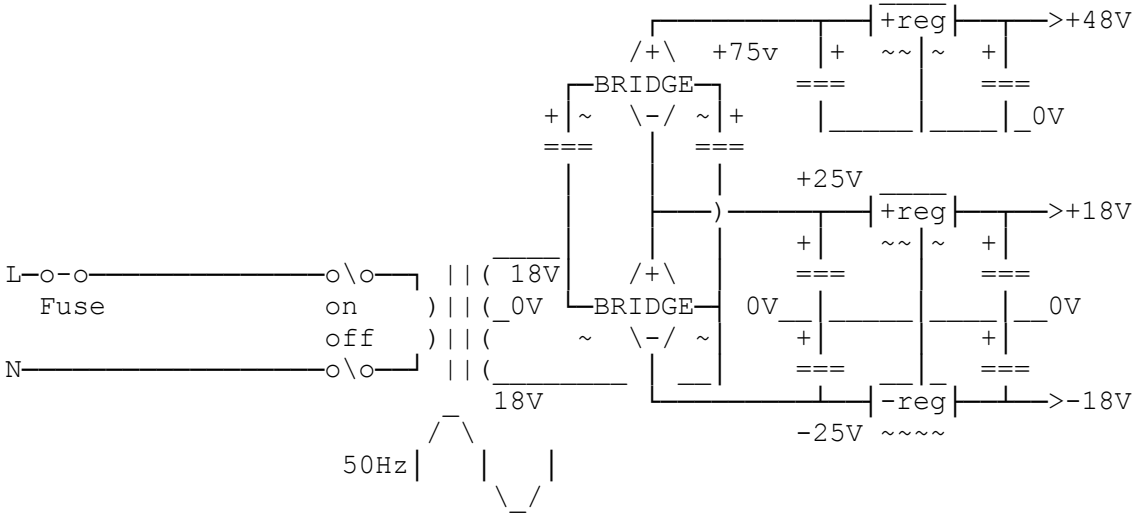 +reg >+48V
+ +75v + ~~ ~ +
BRIDGE === ===
+ ~ - ~ + 0V
=== ===
+25V
+reg >+18V
+ ~~ ~ +
L o-o o\o 18V + === ===
Fuse on 0V BRIDGE 0V 0V
off ~ - ~ + +
N o\o === ===
18V -reg >-18V
-25V ~~~~
50Hz